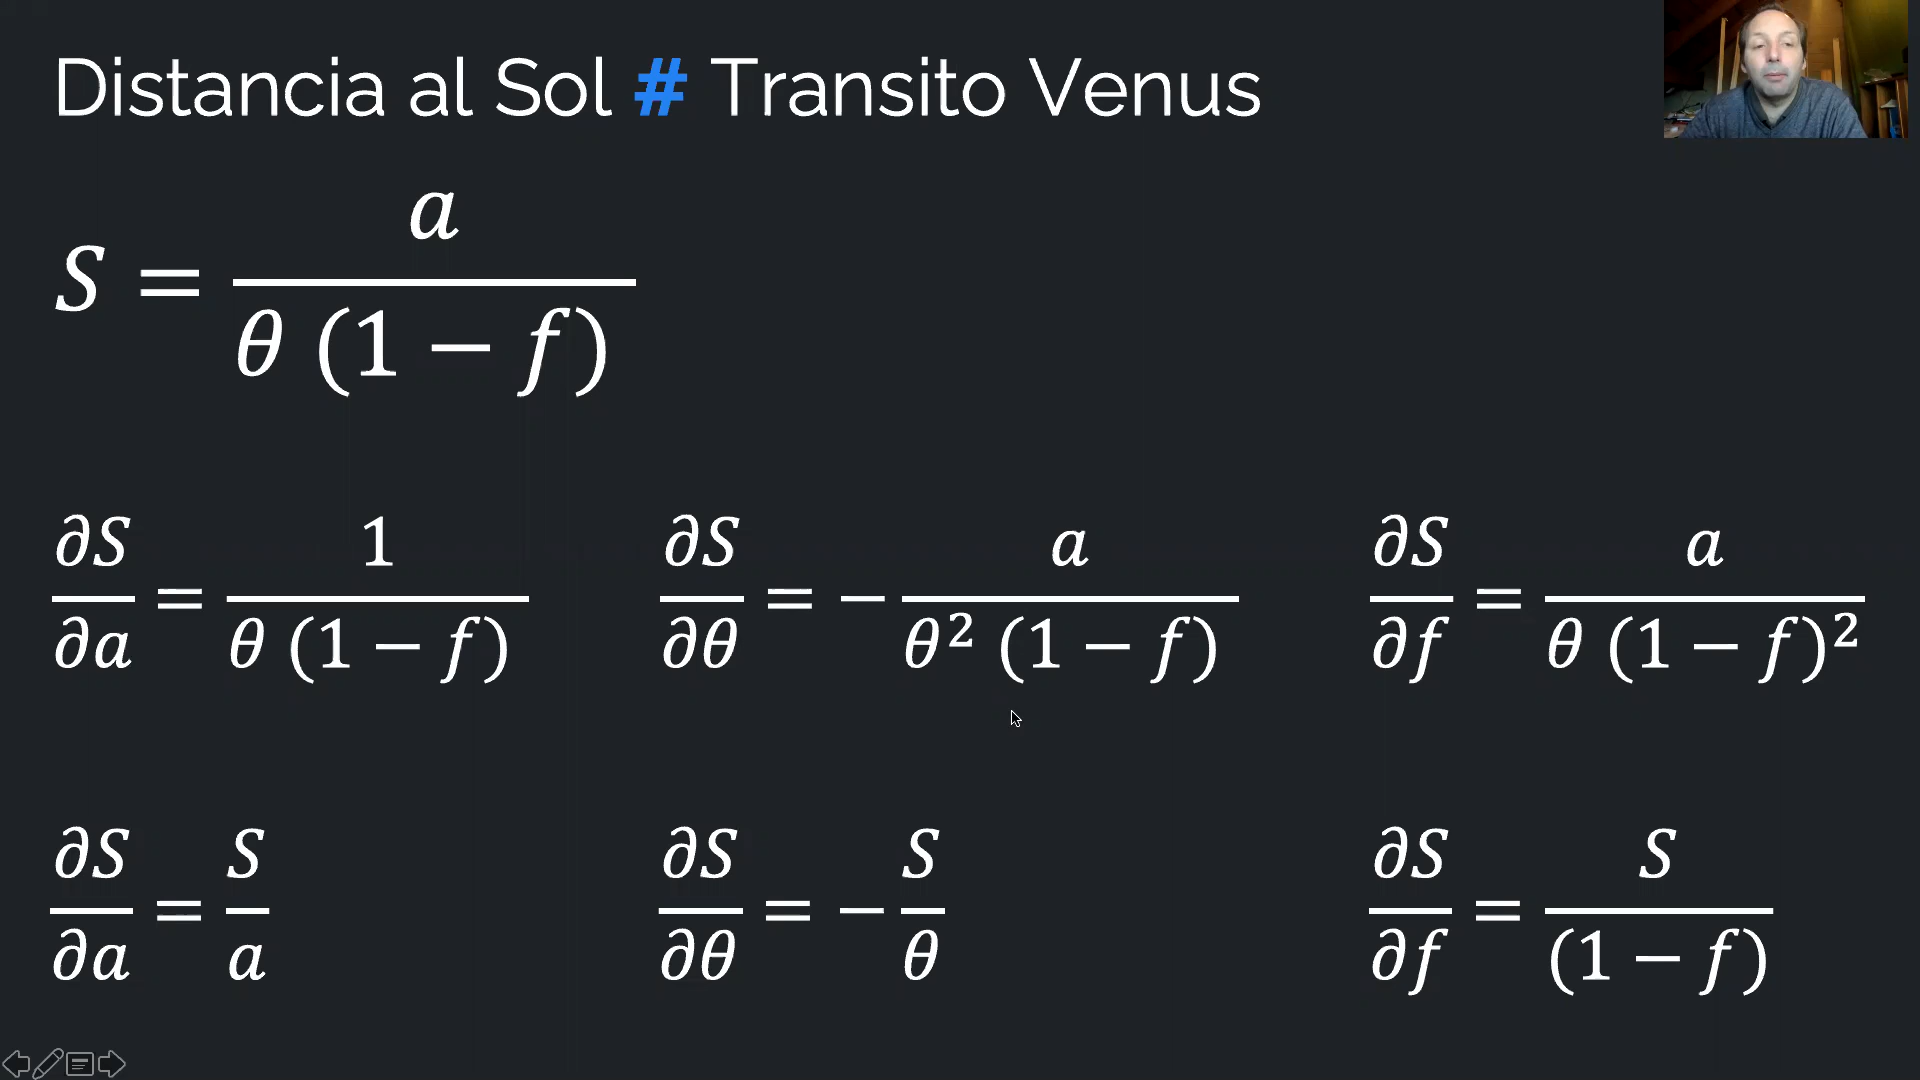 Distancia al Sol # Transito Venus
S = a / θ (1 − f)
∂S/∂a = 1 / θ (1 − f)
∂S/∂θ = − a / θ² (1 − f)
∂S/∂f = a / θ (1 − f)²
∂S/∂a = S/a
∂S/∂θ = − S/θ
∂S/∂f = S / (1 − f)